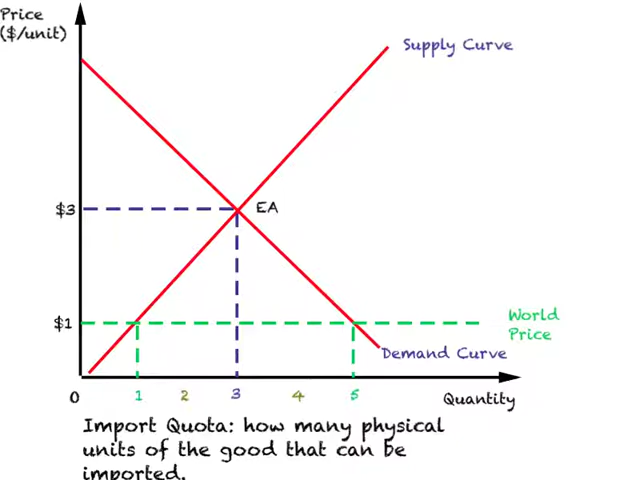 Price
($/unit)
Supply Curve
$3
EA
$1
World
Price
Demand Curve
0
1
2
3
4
5
Quantity
Import Quota: how many physical
units of the good that can be
imported.